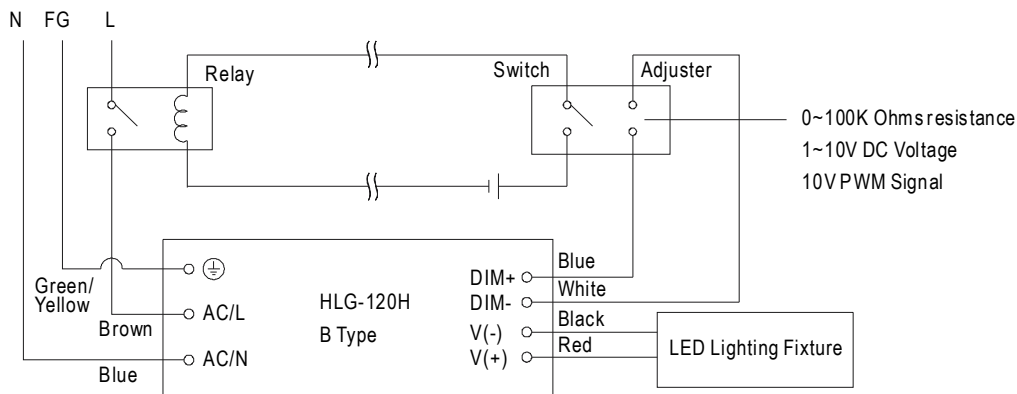 N FG L
Relay
Switch
Adjuster
0~100K Ohms resistance
1~10V DC Voltage
10V PWM Signal
Green/
Yellow
Brown
Blue
AC/L
AC/N
HLG-120H
B Type
DIM+
DIM-
V(-)
V(+)
Blue
White
Black
Red
LED Lighting Fixture